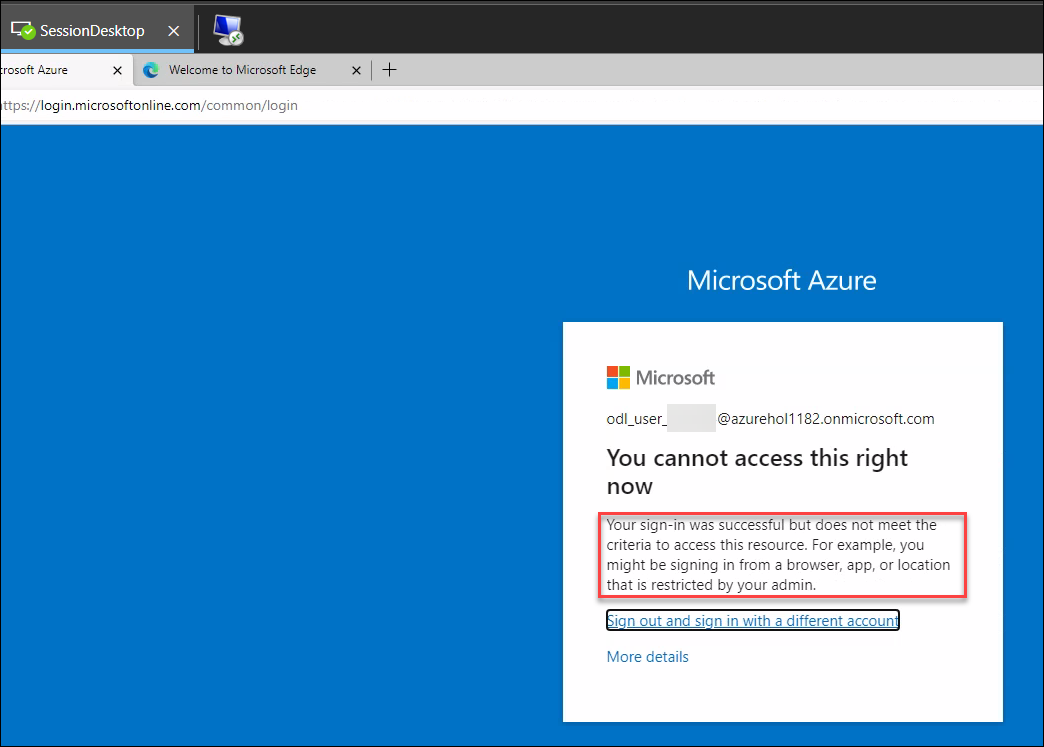 SessionDesktop
crosoft Azure
Welcome to Microsoft Edge
ttps://login.microsoftonline.com/common/login
Microsoft Azure
Microsoft
odl_user_ @azurehol1182.onmicrosoft.com
You cannot access this right
now
Your sign-in was successful but does not meet the
criteria to access this resource. For example, you
might be signing in from a browser, app, or location
that is restricted by your admin.
Sign out and sign in with a different account
More details